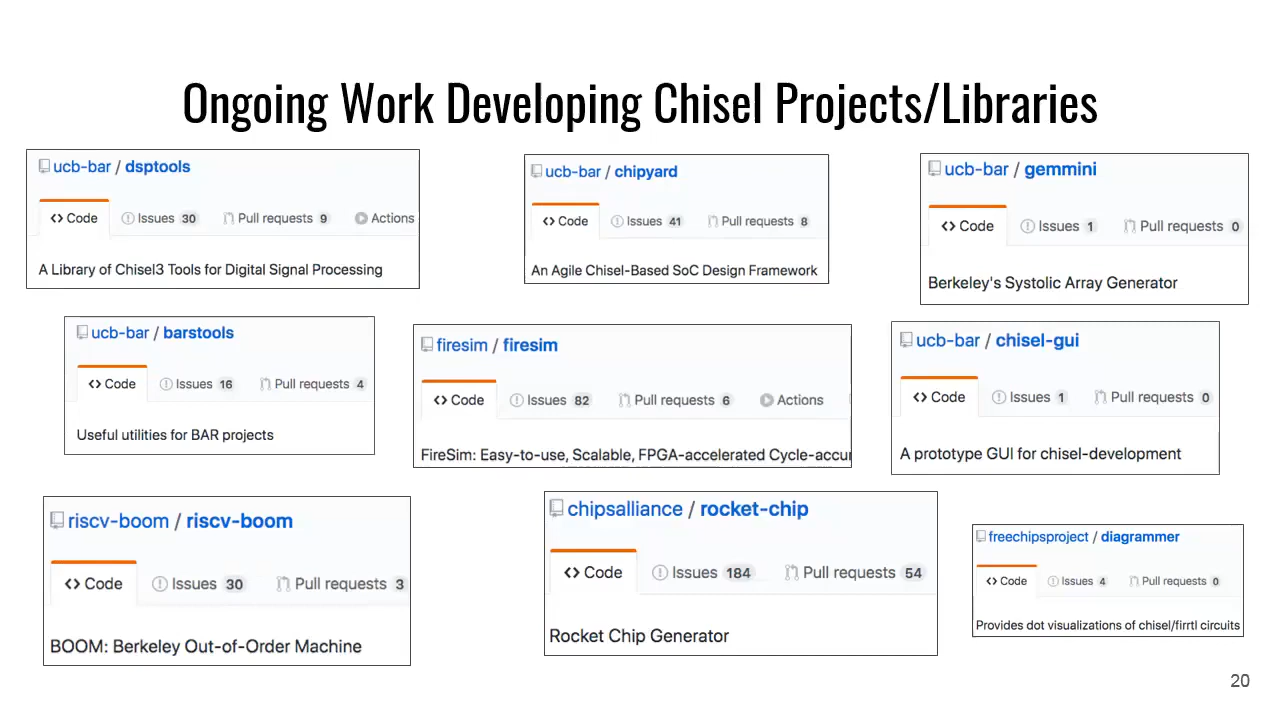 Ongoing Work Developing Chisel Projects/Libraries
ucb-bar / dsptools
Code Issues 30 Pull requests 9 Actions
A Library of Chisel3 Tools for Digital Signal Processing
ucb-bar / chipyard
<> Code Issues 41 Pull requests 8
An Agile Chisel-Based SoC Design Framework
ucb-bar / gemmini
<> Code Issues 1 Pull requests 0
Berkeley's Systolic Array Generator
ucb-bar / barstools
<> Code Issues 16 Pull requests 4
Useful utilities for BAR projects
firesim / firesim
<> Code Issues 82 Pull requests 6 Actions
FireSim: Easy-to-use, Scalable, FPGA-accelerated Cycle-accur
ucb-bar / chisel-gui
<> Code Issues 1 Pull requests 0
A prototype GUI for chisel-development
riscv-boom / riscv-boom
<> Code Issues 30 Pull requests 3
BOOM: Berkeley Out-of-Order Machine
chipsalliance / rocket-chip
<> Code Issues 184 Pull requests 54
Rocket Chip Generator
freechipsproject / diagrammer
<> Code Issues 4 Pull requests 0
Provides dot visualizations of chisel/firrtl circuits
20